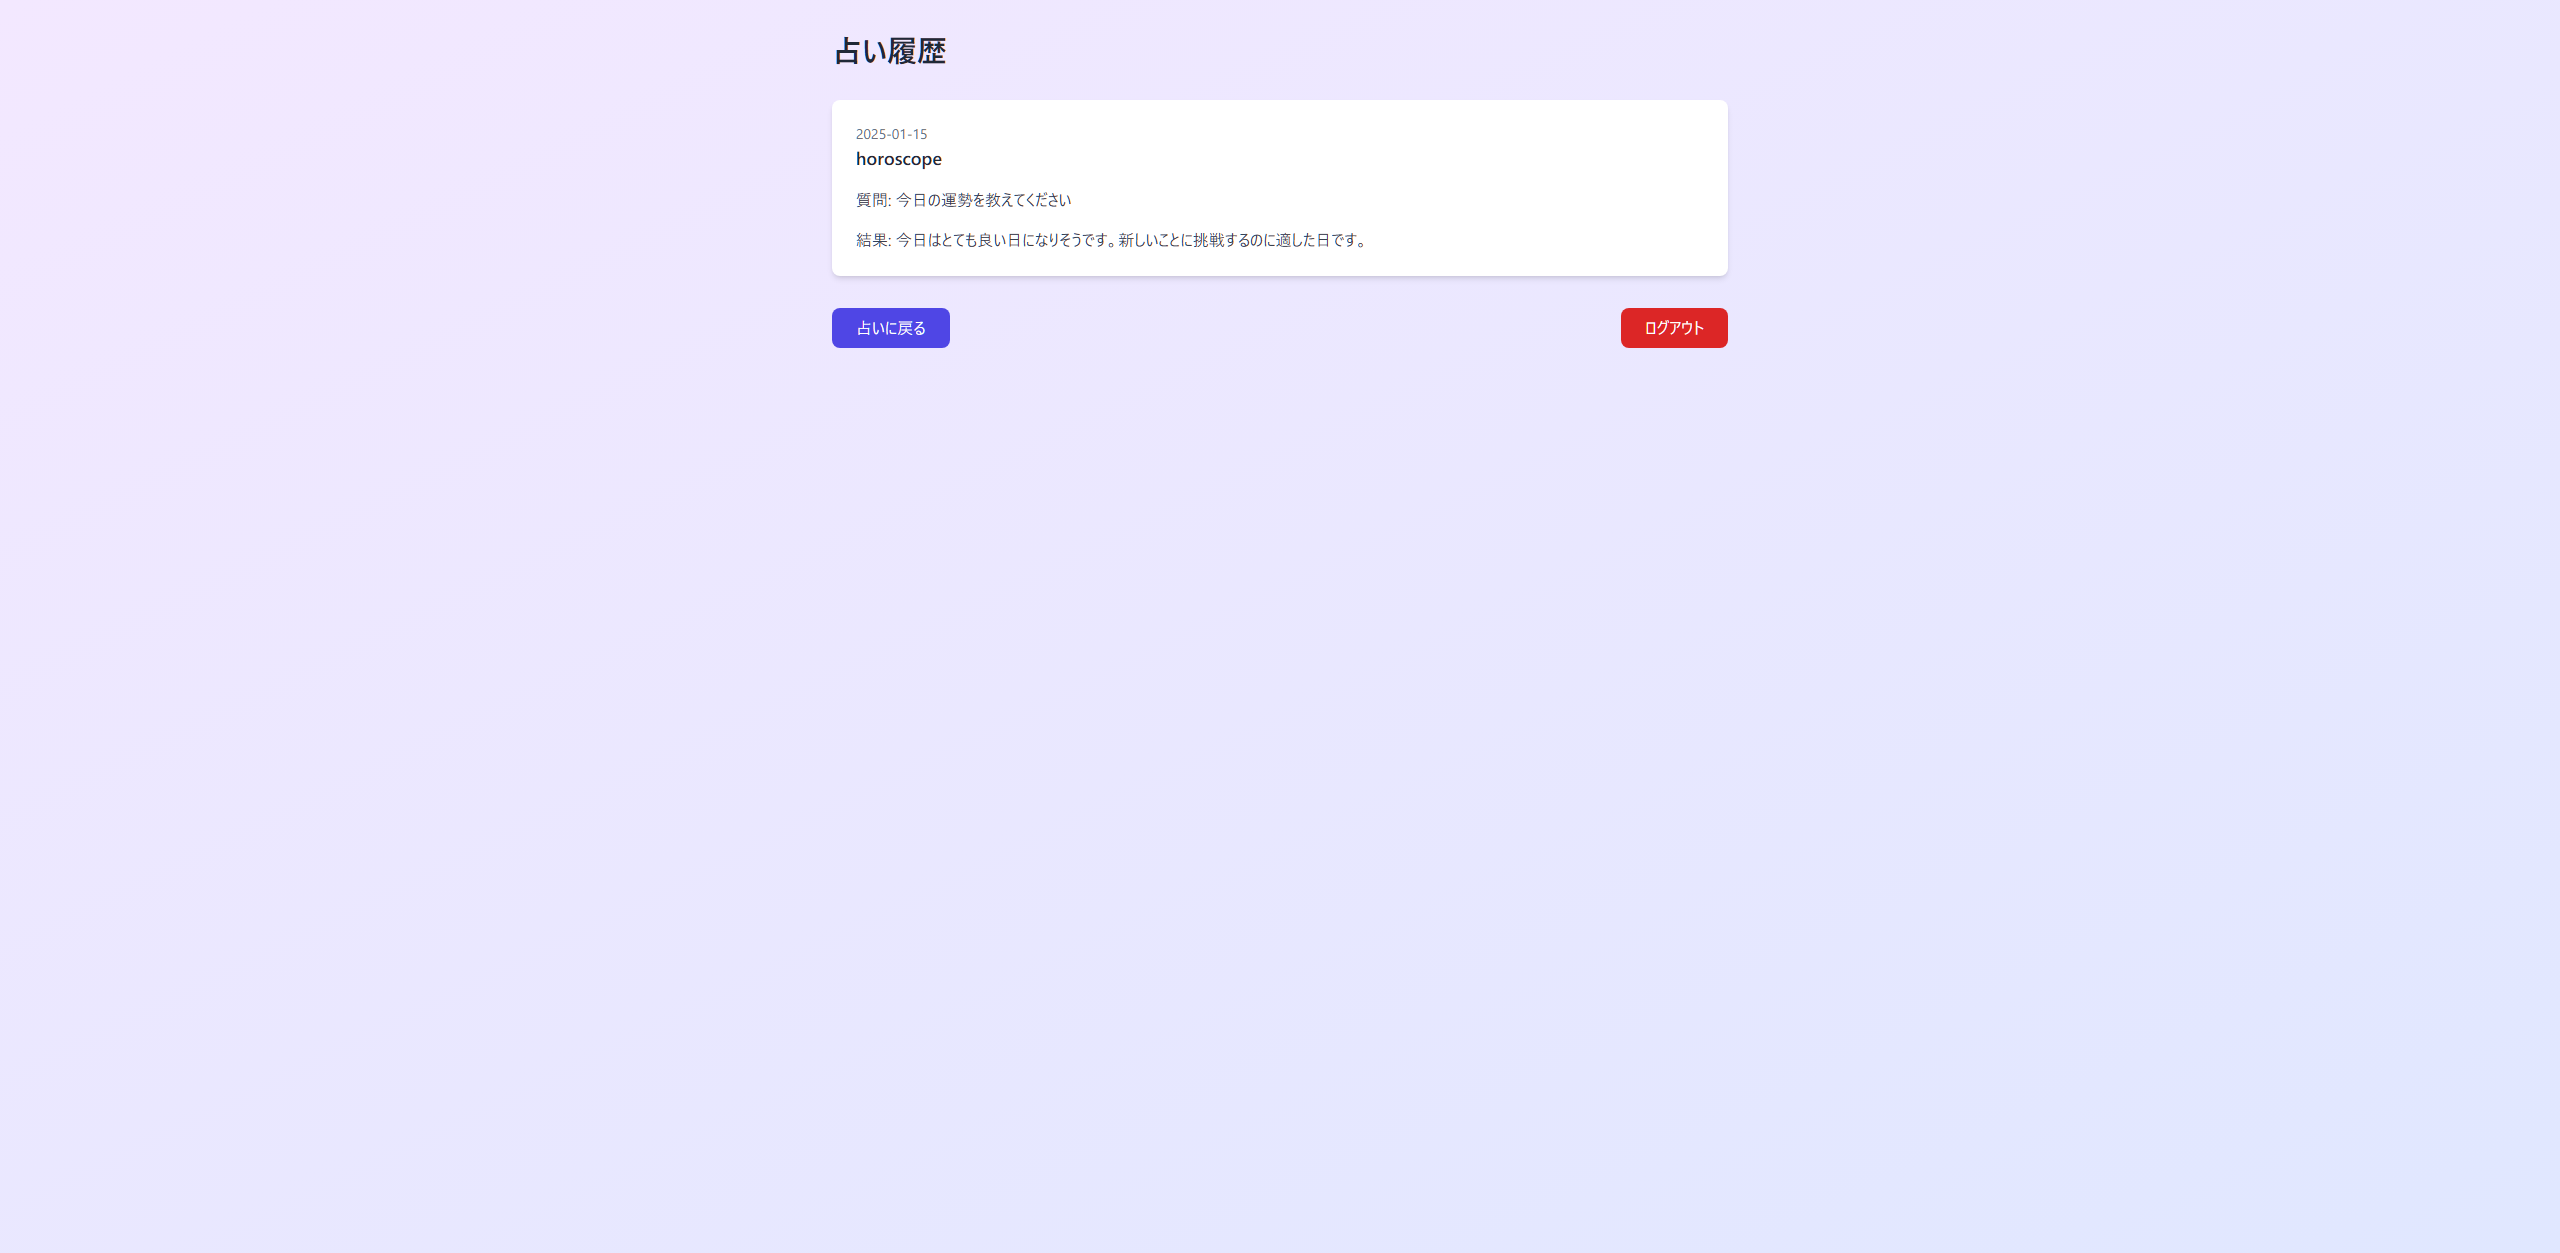 占い履歴
2025-01-15
horoscope
質問: 今日の運勢を教えてください
結果: 今日はとても良い日になりそうです。新しいことに挑戦するのに適した日です。
占いに戻る
ログアウト